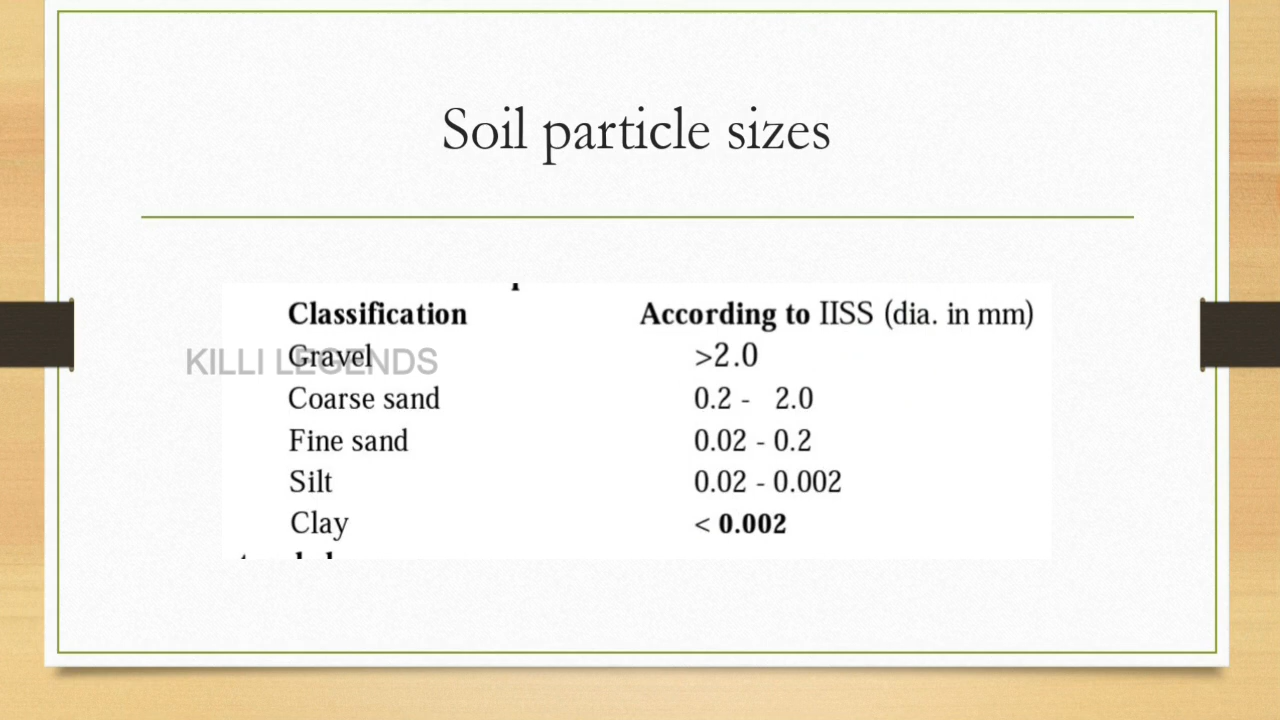 Soil particle sizes
Classification According to IISS (dia. in mm)
Gravel >2.0
KILLI LEGENDS
Coarse sand 0.2 - 2.0
Fine sand 0.02 - 0.2
Silt 0.02 - 0.002
Clay < 0.002